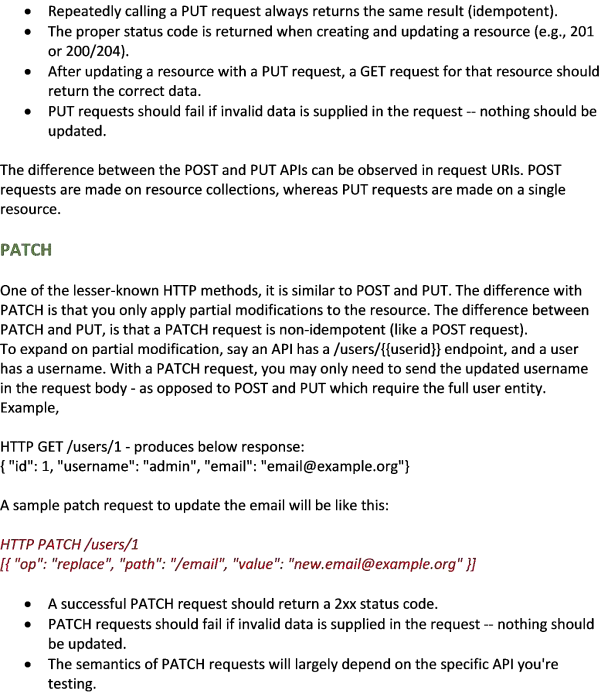 • Repeatedly calling a PUT request always returns the same result (idempotent).
• The proper status code is returned when creating and updating a resource (e.g., 201
or 200/204).
• After updating a resource with a PUT request, a GET request for that resource should
return the correct data.
• PUT requests should fail if invalid data is supplied in the request -- nothing should be
updated.
The difference between the POST and PUT APIs can be observed in request URIs. POST
requests are made on resource collections, whereas PUT requests are made on a single
resource.
PATCH
One of the lesser-known HTTP methods, it is similar to POST and PUT. The difference with
PATCH is that you only apply partial modifications to the resource. The difference between
PATCH and PUT, is that a PATCH request is non-idempotent (like a POST request).
To expand on partial modification, say an API has a /users/{{userid}} endpoint, and a user
has a username. With a PATCH request, you may only need to send the updated username
in the request body - as opposed to POST and PUT which require the full user entity.
Example,
HTTP GET /users/1 - produces below response:
{ "id": 1, "username": "admin", "email": "email@example.org"}
A sample patch request to update the email will be like this:
HTTP PATCH /users/1
[{ "op": "replace", "path": "/email", "value": "new.email@example.org" }]
• A successful PATCH request should return a 2xx status code.
• PATCH requests should fail if invalid data is supplied in the request -- nothing should
be updated.
• The semantics of PATCH requests will largely depend on the specific API you're
testing.